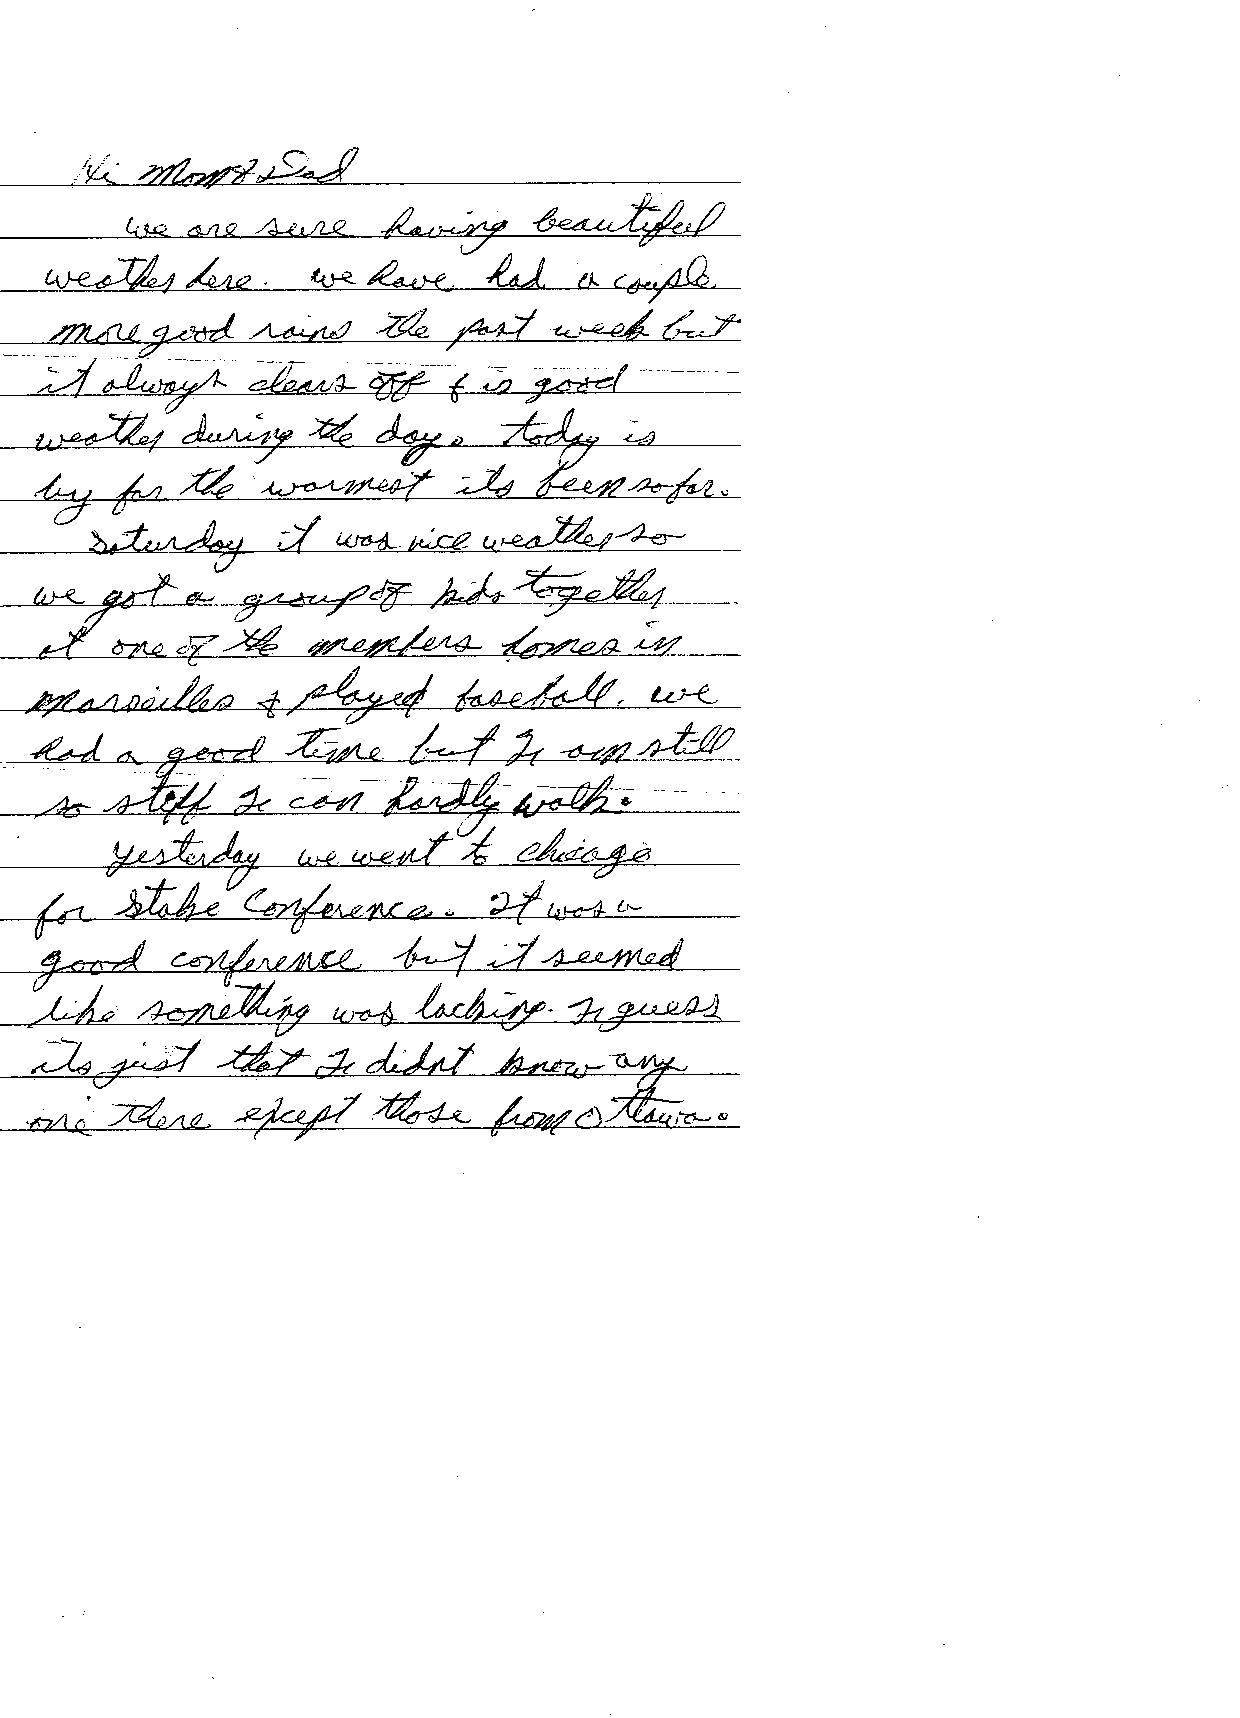 Hi Mom & Dad
we are sure having beautiful
weather here. we have had a couple
more good rains the past week but
it always clears off & is good
weather during the day. today is
by far the warmest its been so far.
Saturday it was nice weather so
we got a group of kids together
at one of the members homes in
Marseilles & played baseball. we
had a good time but I am still
so stiff I can hardly walk.
Yesterday we went to chicago
for Stake Conference. It was a
good conference but it seemed
like something was lacking. I guess
its just that I didnt know any
one there except those from Ottawa.